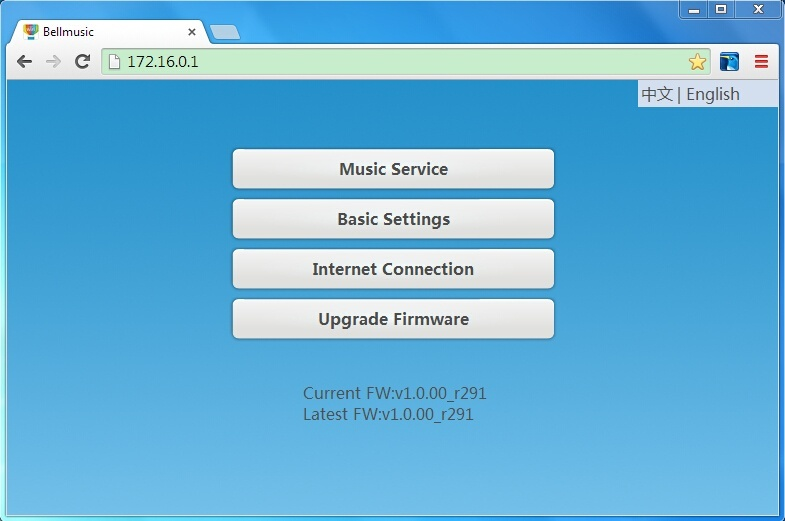 Bellmusic
172.16.0.1
中文 | English
Music Service
Basic Settings
Internet Connection
Upgrade Firmware
Current FW:v1.0.00_r291
Latest FW:v1.0.00_r291